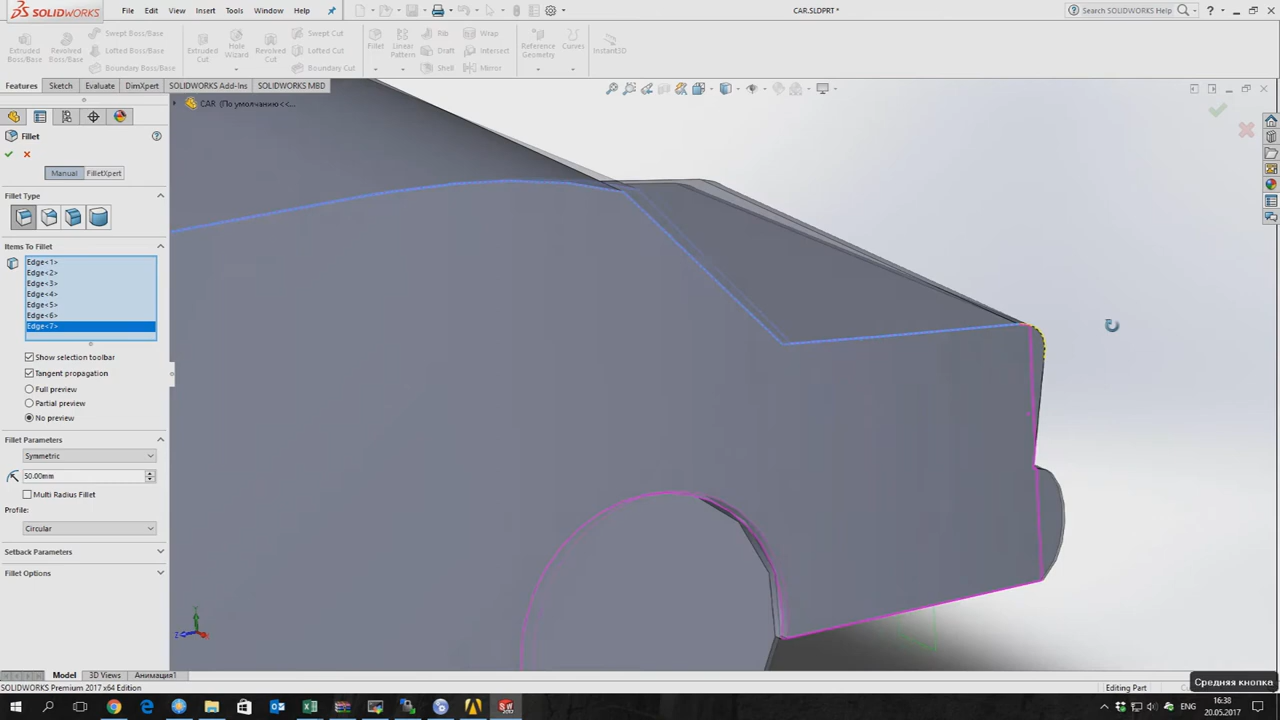 SOLIDWORKS File Edit View Insert Tools Window Help CAR.SLDPRT * Search SOLIDWORKS Help
Extruded Boss/Base
Revolved Boss/Base
Swept Boss/Base
Lofted Boss/Base
Boundary Boss/Base
Extruded Cut
Hole Wizard
Revolved Cut
Swept Cut
Lofted Cut
Boundary Cut
Fillet
Linear Pattern
Rib
Draft
Shell
Wrap
Intersect
Mirror
Reference Geometry
Curves
Instant3D
Features Sketch Evaluate DimXpert SOLIDWORKS Add-Ins SOLIDWORKS MBD
CAR (По умолчанию<<...
Fillet
Manual FilletXpert
Fillet Type
Items To Fillet
Edge<1>
Edge<2>
Edge<3>
Edge<4>
Edge<5>
Edge<6>
Edge<7>
Show selection toolbar
Tangent propagation
Full preview
Partial preview
No preview
Fillet Parameters
Symmetric
50.00mm
Multi Radius Fillet
Profile:
Circular
Setback Parameters
Fillet Options
Y
Z
X
Model 3D Views Анимация1
SOLIDWORKS Premium 2017 x64 Edition Editing Part
Средняя кнопка
16:38
20.05.2017